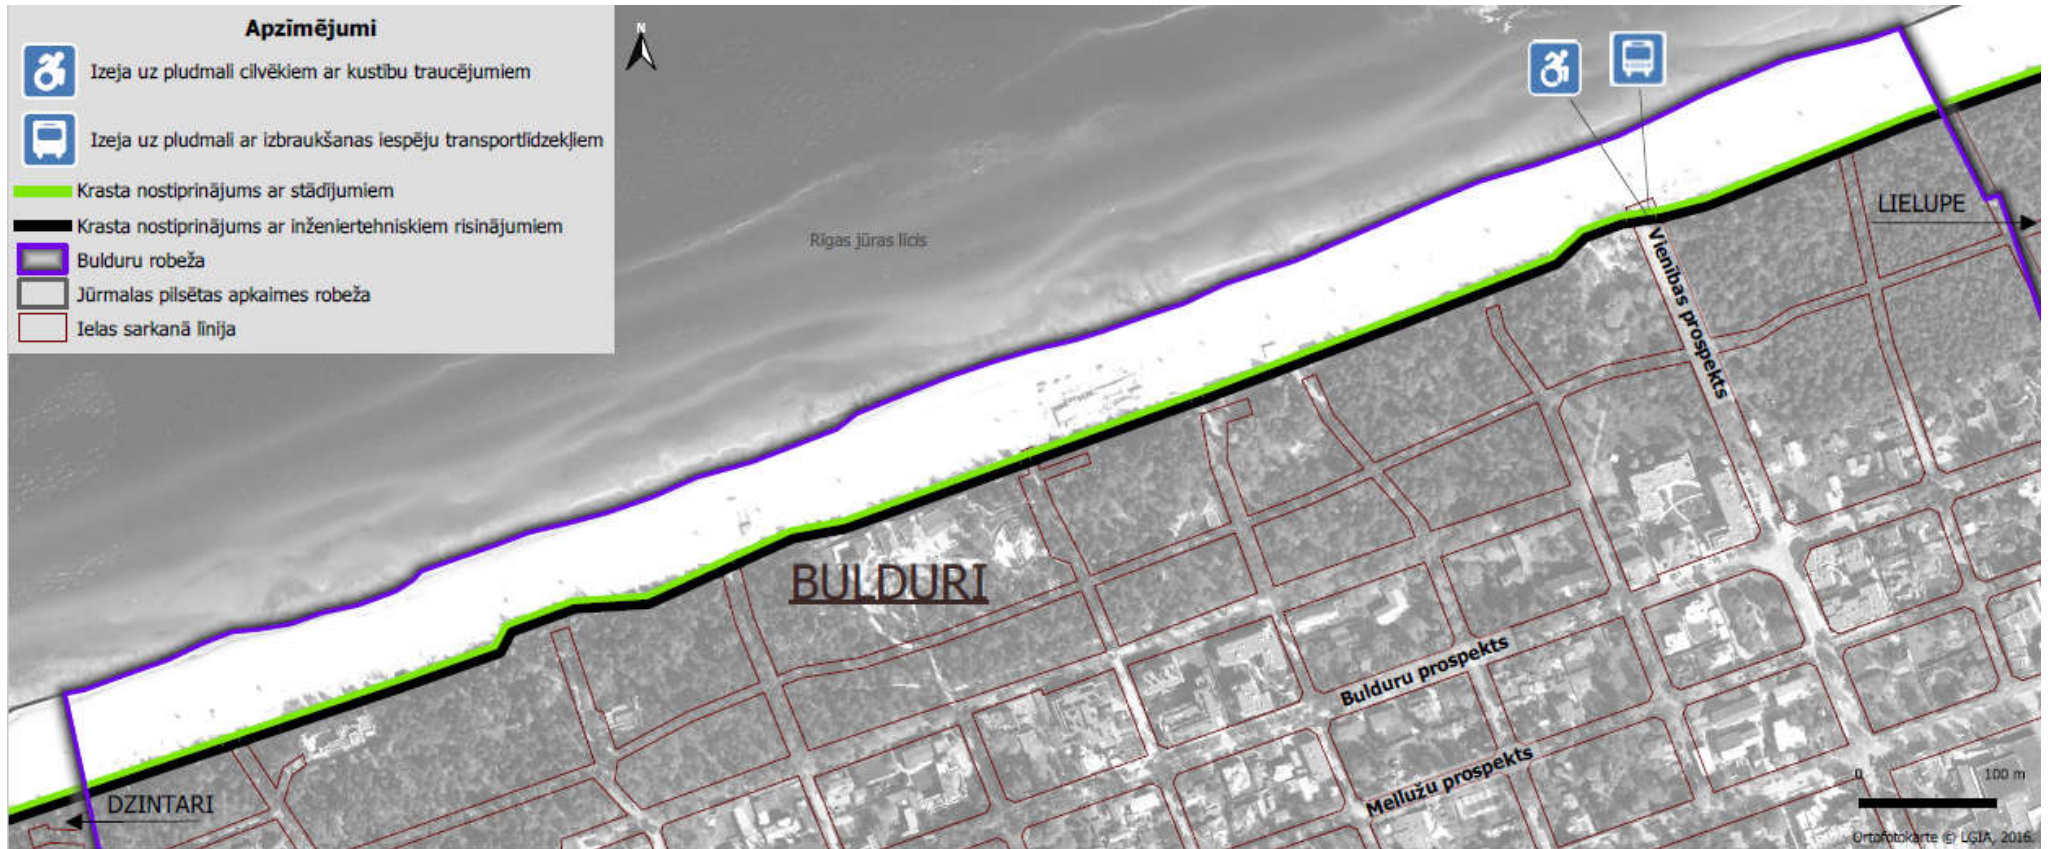 Apzīmējumi
Izeja uz pludmali cilvēkiem ar kustību traucējumiem
Izeja uz pludmali ar izbraukšanas iespēju transportlīdzekļiem
Krasta nostiprinājums ar stādījumiem
Krasta nostiprinājums ar inženiertehniskiem risinājumiem
Bulduru robeža
Jūrmalas pilsētas apkaimes robeža
Ielas sarkanā līnija
N
Rīgas jūras līcis
LIELUPE
Vienības prospekts
BULDURI
Bulduru prospekts
Mellužu prospekts
DZINTARI
0 100 m
Ortofotokarte © LĢIA, 2016.